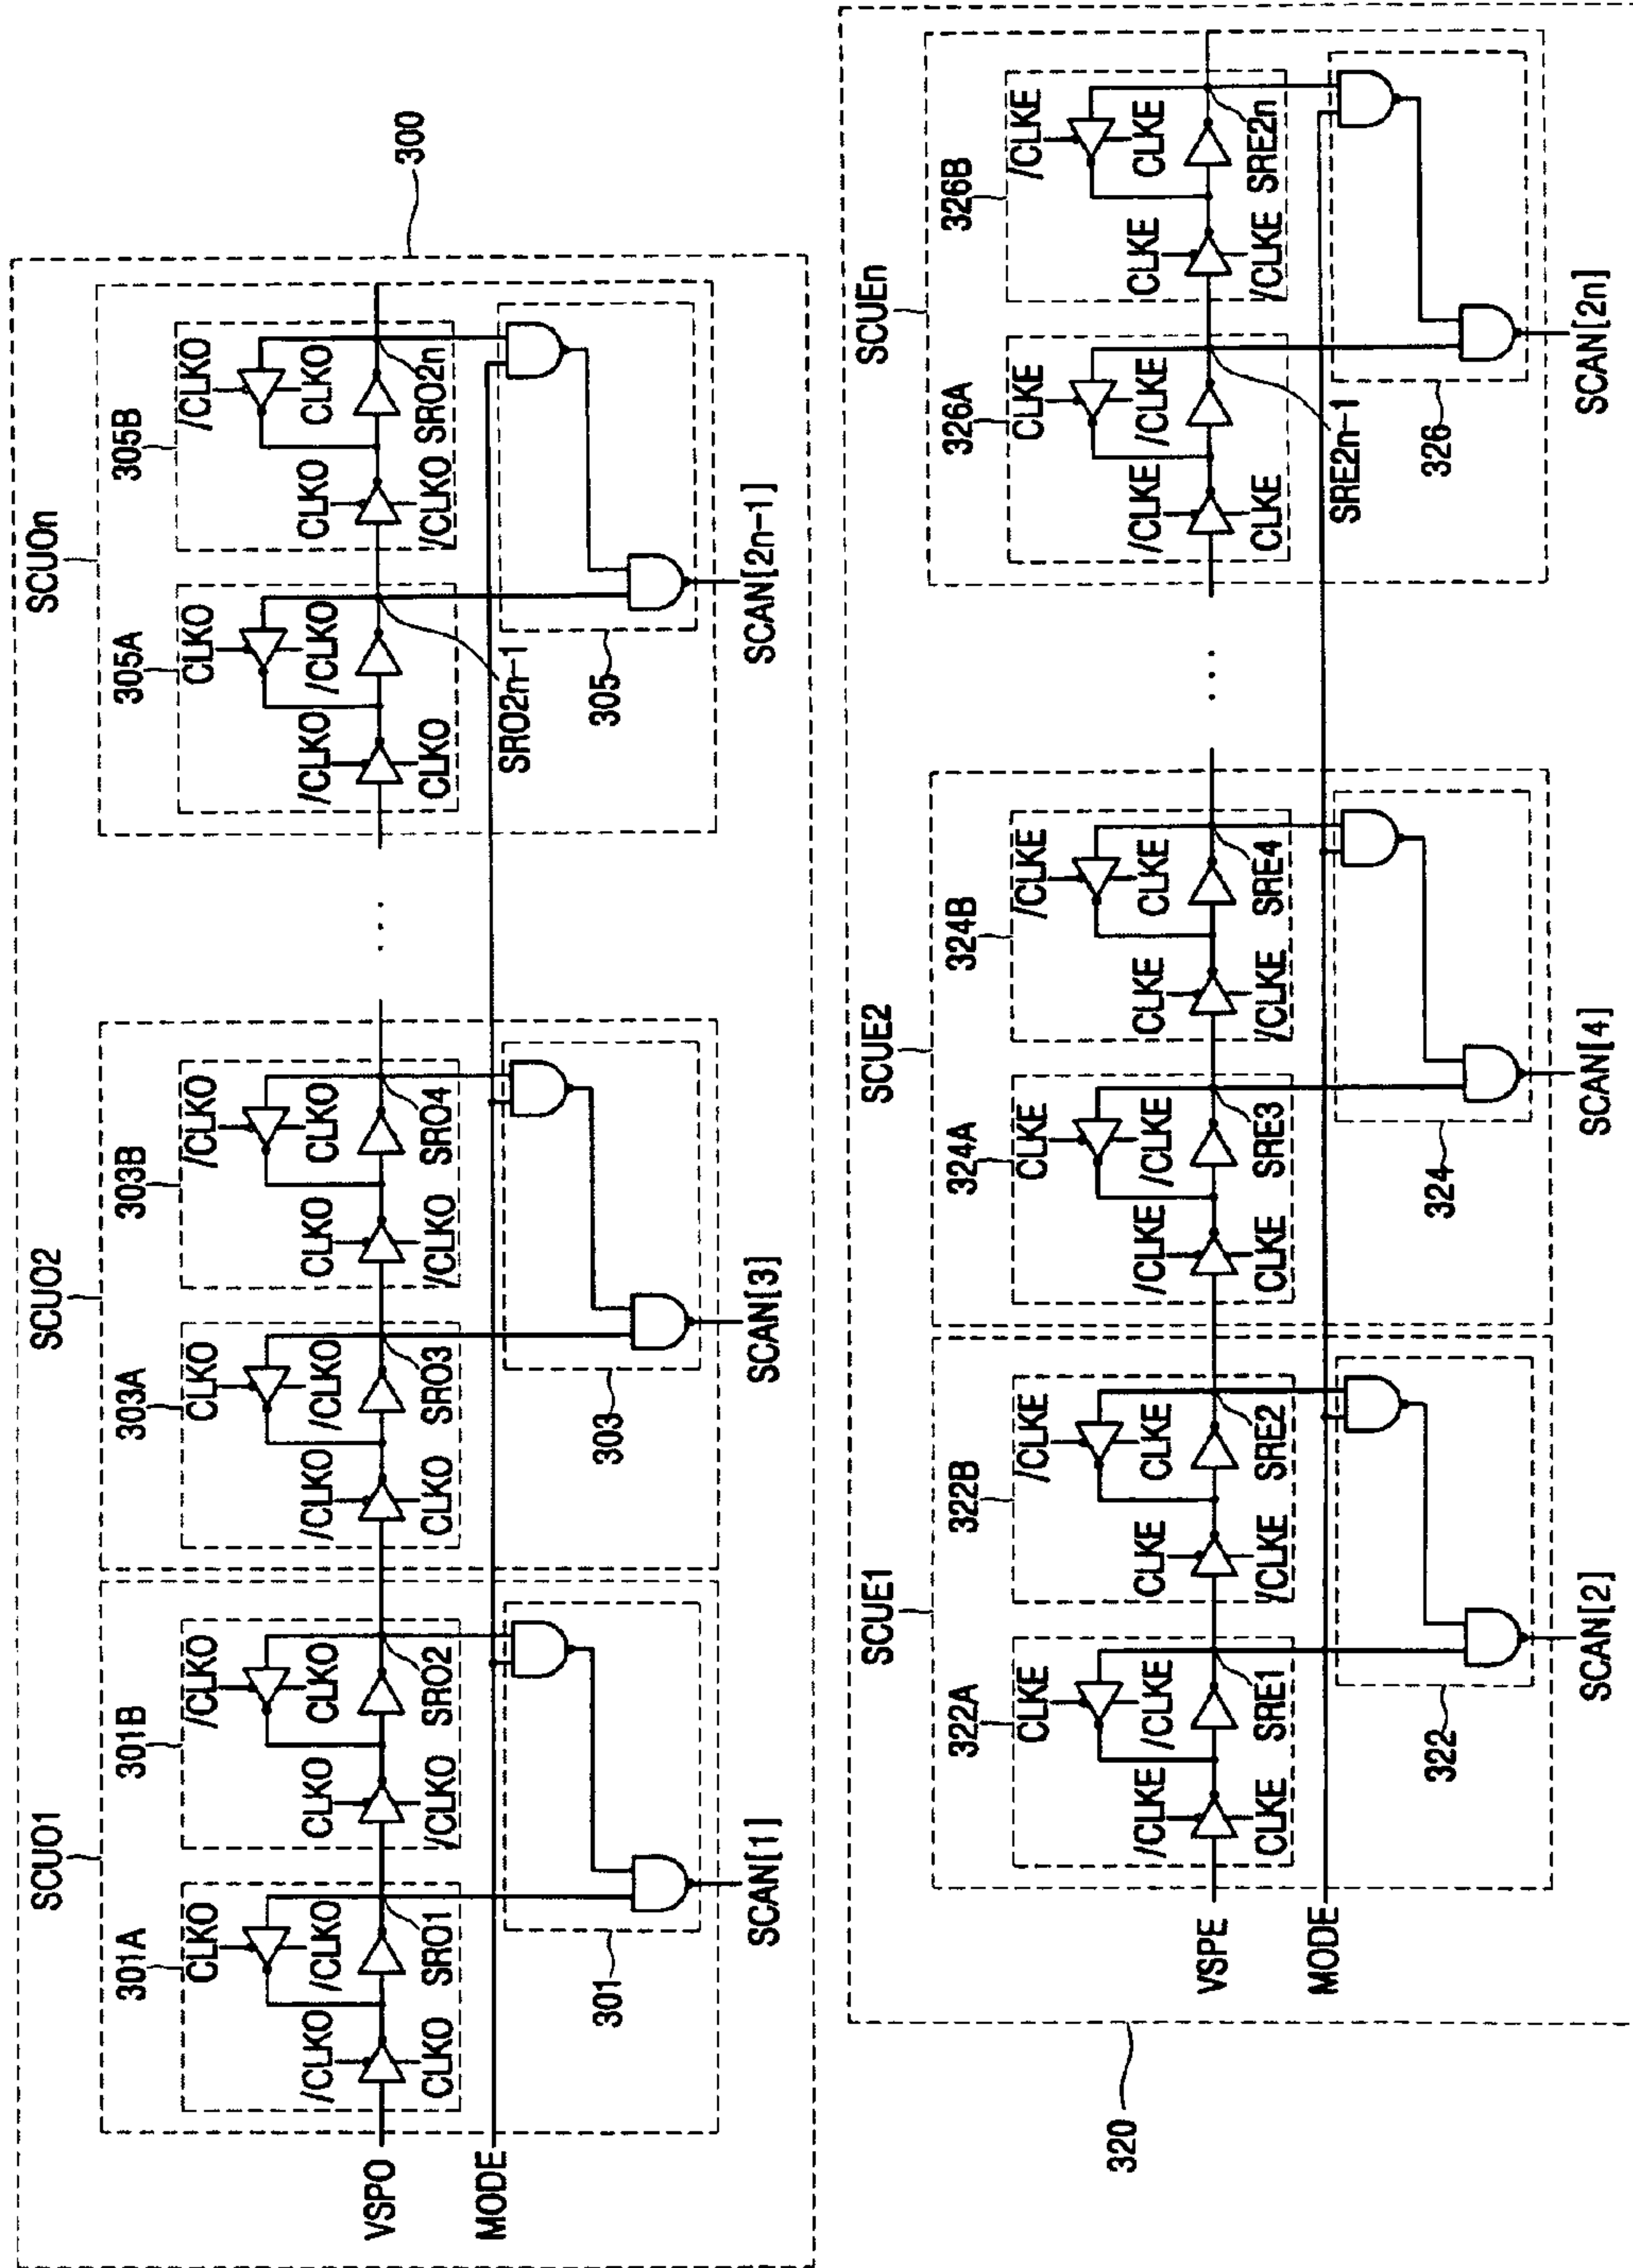 300
SCUO1
SCUO2
SCUOn
301A
301B
303A
303B
305A
305B
CLKO
/CLKO
CLKO
/CLKO
CLKO
/CLKO
/CLKO
CLKO
/CLKO
CLKO
/CLKO
CLKO
/CLKO
CLKO
/CLKO
CLKO
/CLKO
CLKO
/CLKO
CLKO
/CLKO
CLKO
CLKO
/CLKO
SRO1
SRO2
CLKO
/CLKO
SRO3
SRO4
CLKO
/CLKO
SRO2n-1
SRO2n
VSPO
MODE
301
303
305
SCAN[1]
SCAN[3]
SCAN[2n-1]
...
320
SCUE1
SCUE2
SCUEn
322A
322B
324A
324B
326A
326B
CLKE
/CLKE
CLKE
/CLKE
CLKE
/CLKE
/CLKE
CLKE
/CLKE
CLKE
/CLKE
CLKE
/CLKE
CLKE
/CLKE
CLKE
/CLKE
CLKE
CLKE
/CLKE
CLKE
/CLKE
CLKE
/CLKE
SRE1
SRE2
SRE3
SRE4
SRE2n-1
SRE2n
VSPE
MODE
322
324
326
SCAN[2]
SCAN[4]
SCAN[2n]
...